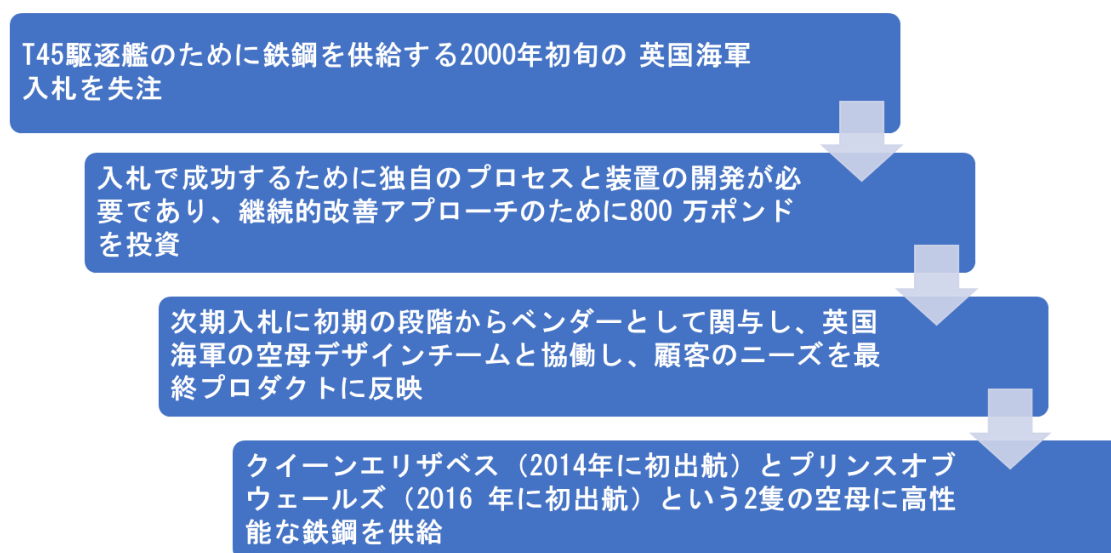 T45駆逐艦のために鉄鋼を供給する2000年初旬の 英国海軍
入札を失注
入札で成功するために独自のプロセスと装置の開発が必
要であり、継続的改善アプローチのために800 万ポンド
を投資
次期入札に初期の段階からベンダーとして関与し、英国
海軍の空母デザインチームと協働し、顧客のニーズを最
終プロダクトに反映
クイーンエリザベス（2014年に初出航）とプリンスオブ
ウェールズ（2016 年に初出航）という2隻の空母に高性
能な鉄鋼を供給